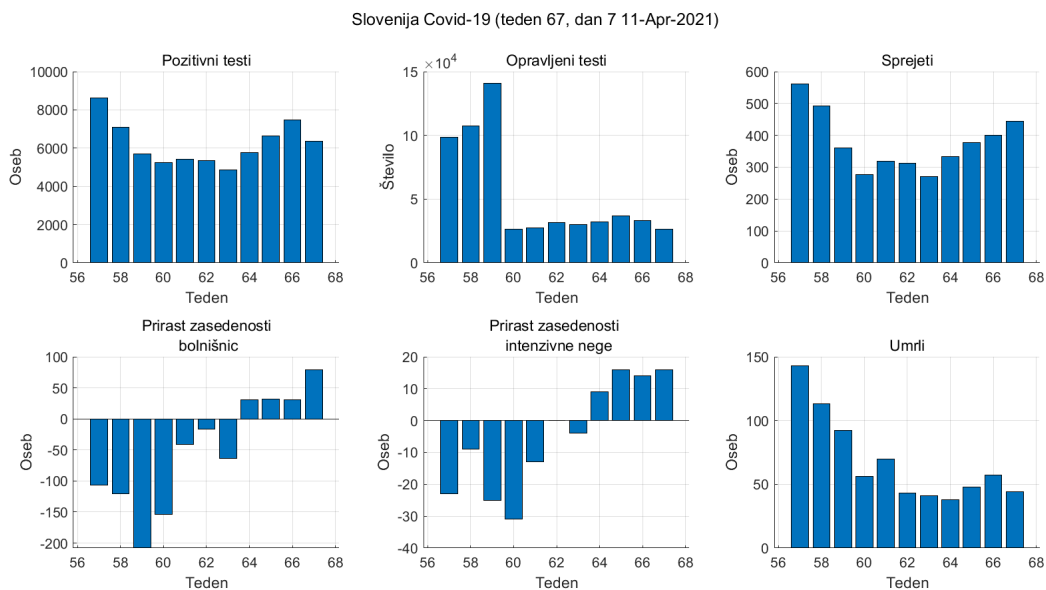 Slovenija Covid-19 (teden 67, dan 7 11-Apr-2021)
Pozitivni testi
10000
8000
6000
4000
2000
0
Oseb
56 58 60 62 64 66 68
Teden
Opravljeni testi
×10^4
15
10
5
0
Število
56 58 60 62 64 66 68
Teden
Sprejeti
600
500
400
300
200
100
0
Oseb
56 58 60 62 64 66 68
Teden
Prirast zasedenosti
bolnišnic
100
50
0
-50
-100
-150
-200
Oseb
56 58 60 62 64 66 68
Teden
Prirast zasedenosti
intenzivne nege
20
10
0
-10
-20
-30
-40
Oseb
56 58 60 62 64 66 68
Teden
Umrli
150
100
50
0
Oseb
56 58 60 62 64 66 68
Teden